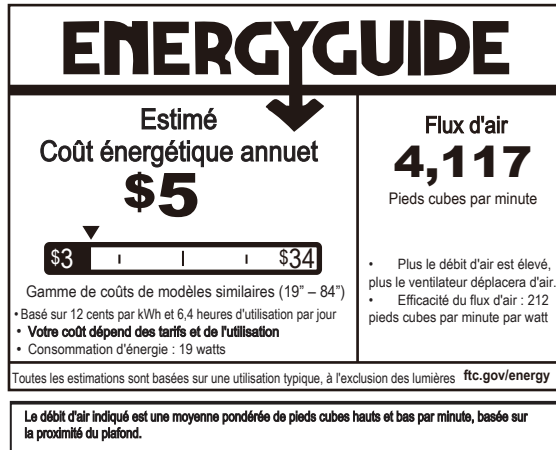 ENERGYGUIDE
Estimé
Coût énergétique annuet
$5
$3
$34
Gamme de coûts de modèles similaires (19” – 84”)
• Basé sur 12 cents par kWh et 6,4 heures d'utilisation par jour
• Votre coût dépend des tarifs et de l'utilisation
• Consommation d'énergie : 19 watts
Flux d'air
4,117
Pieds cubes par minute
• Plus le débit d'air est élevé,
plus le ventilateur déplacera d'air.
• Efficacité du flux d'air : 212
pieds cubes par minute par watt
Toutes les estimations sont basées sur une utilisation typique, à l'exclusion des lumières ftc.gov/energy
Le débit d'air indiqué est une moyenne pondérée de pieds cubes hauts et bas par minute, basée sur
la proximité du plafond.